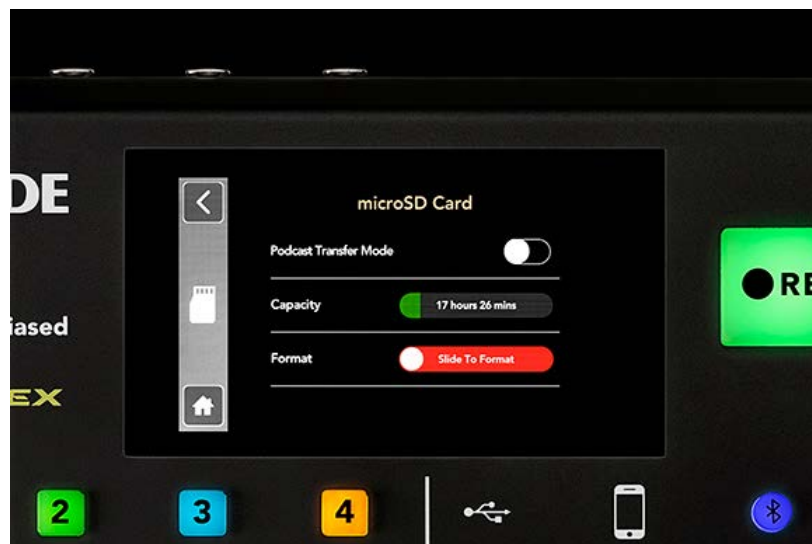 DE
microSD Card
Podcast Transfer Mode
iased
Capacity
17 hours 26 mins
RE
Format
Slide To Format
EX
2
3
4